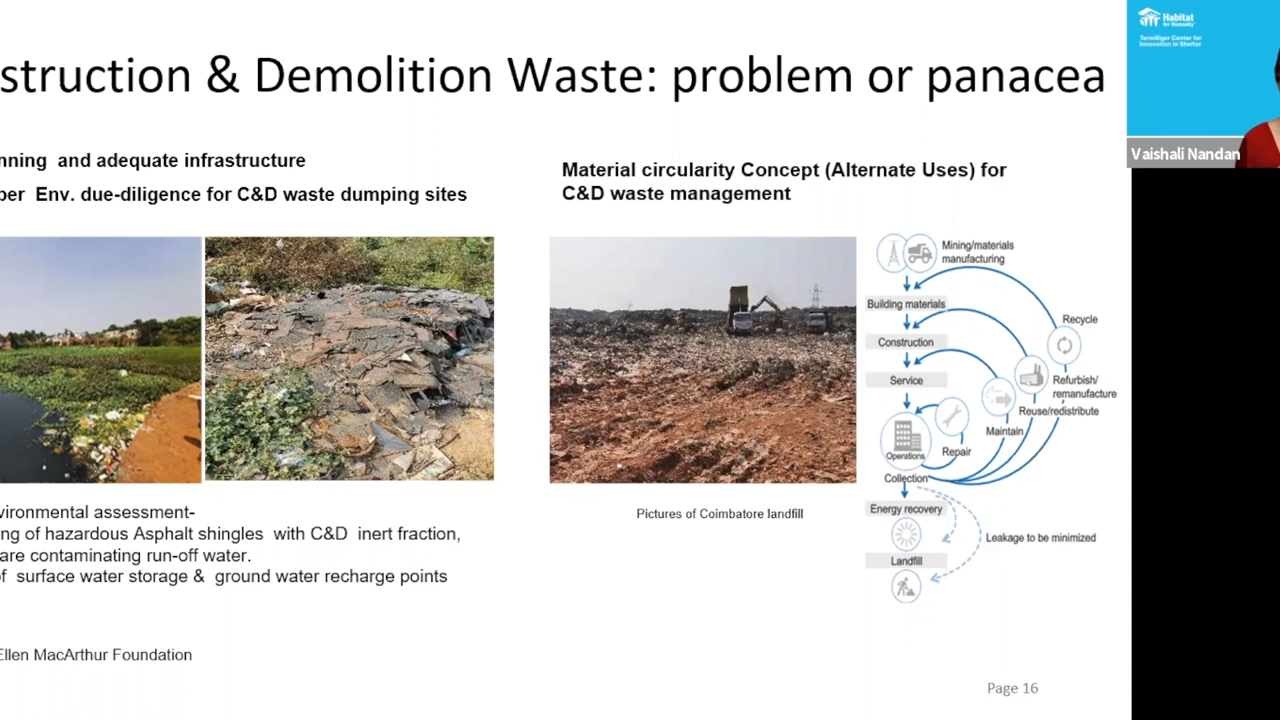 struction & Demolition Waste: problem or panacea
nning and adequate infrastructure
per Env. due-diligence for C&D waste dumping sites
vironmental assessment-
ng of hazardous Asphalt shingles with C&D inert fraction,
are contaminating run-off water.
of surface water storage & ground water recharge points
Ellen MacArthur Foundation
Material circularity Concept (Alternate Uses) for
C&D waste management
Pictures of Coimbatore landfill
Mining/materials
manufacturing
Building materials
Construction
Service
Operations
Collection
Energy recovery
Landfill
Recycle
Refurbish/
remanufacture
Reuse/redistribute
Maintain
Repair
Leakage to be minimized
Page 16
Habitat
for Humanity
Terwilliger Center for
Innovation in Shelter
Vaishali Nandan